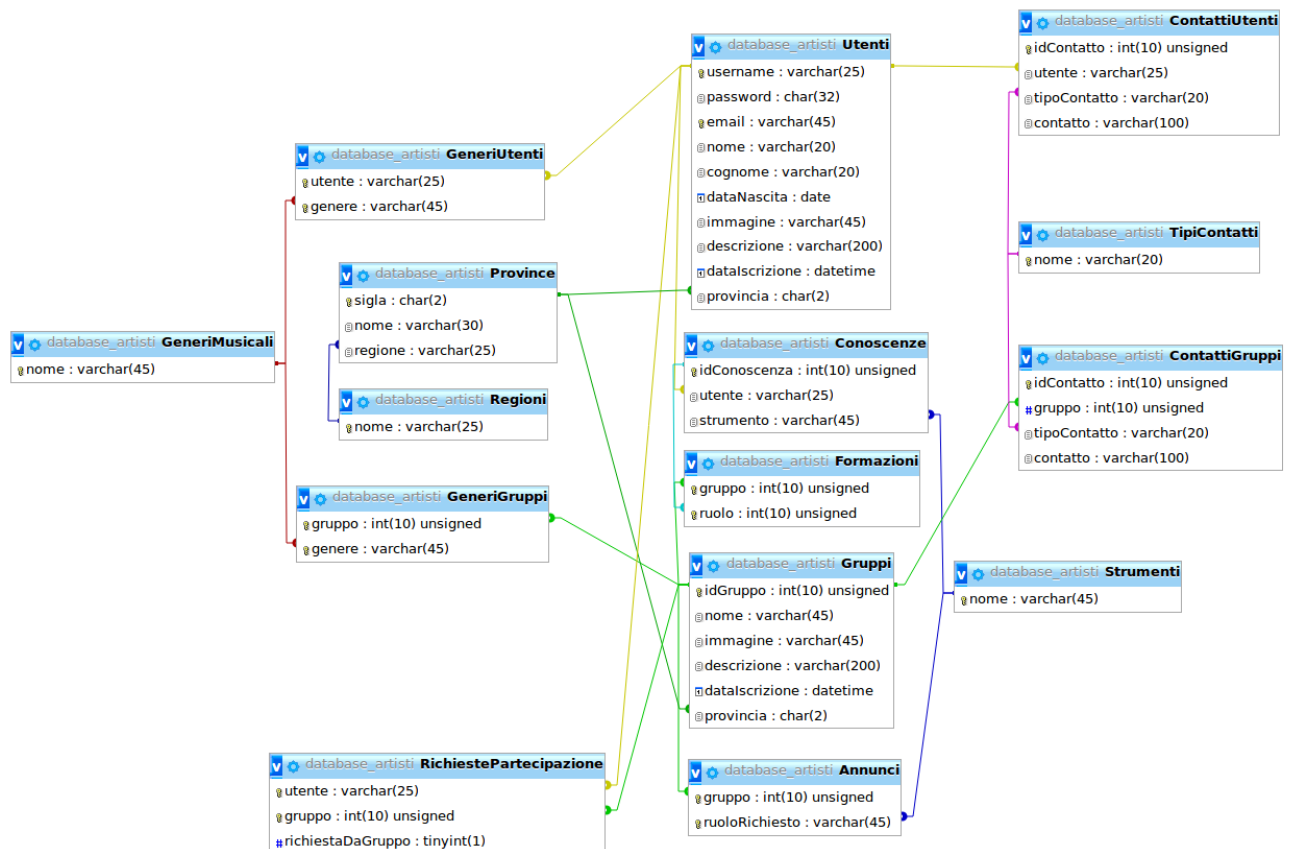 database_artisti GeneriMusicali
nome : varchar(45)
database_artisti GeneriUtenti
utente : varchar(25)
genere : varchar(45)
database_artisti Province
sigla : char(2)
nome : varchar(30)
regione : varchar(25)
database_artisti Regioni
nome : varchar(25)
database_artisti GeneriGruppi
gruppo : int(10) unsigned
genere : varchar(45)
database_artisti RichiestePartecipazione
utente : varchar(25)
gruppo : int(10) unsigned
richiestaDaGruppo : tinyint(1)
database_artisti Utenti
username : varchar(25)
password : char(32)
email : varchar(45)
nome : varchar(20)
cognome : varchar(20)
dataNascita : date
immagine : varchar(45)
descrizione : varchar(200)
dataIscrizione : datetime
provincia : char(2)
database_artisti Conoscenze
idConoscenza : int(10) unsigned
utente : varchar(25)
strumento : varchar(45)
database_artisti Formazioni
gruppo : int(10) unsigned
ruolo : int(10) unsigned
database_artisti Gruppi
idGruppo : int(10) unsigned
nome : varchar(45)
immagine : varchar(45)
descrizione : varchar(200)
dataIscrizione : datetime
provincia : char(2)
database_artisti Annunci
gruppo : int(10) unsigned
ruoloRichiesto : varchar(45)
database_artisti ContattiUtenti
idContatto : int(10) unsigned
utente : varchar(25)
tipoContatto : varchar(20)
contatto : varchar(100)
database_artisti TipiContatti
nome : varchar(20)
database_artisti ContattiGruppi
idContatto : int(10) unsigned
# gruppo : int(10) unsigned
tipoContatto : varchar(20)
contatto : varchar(100)
database_artisti Strumenti
nome : varchar(45)